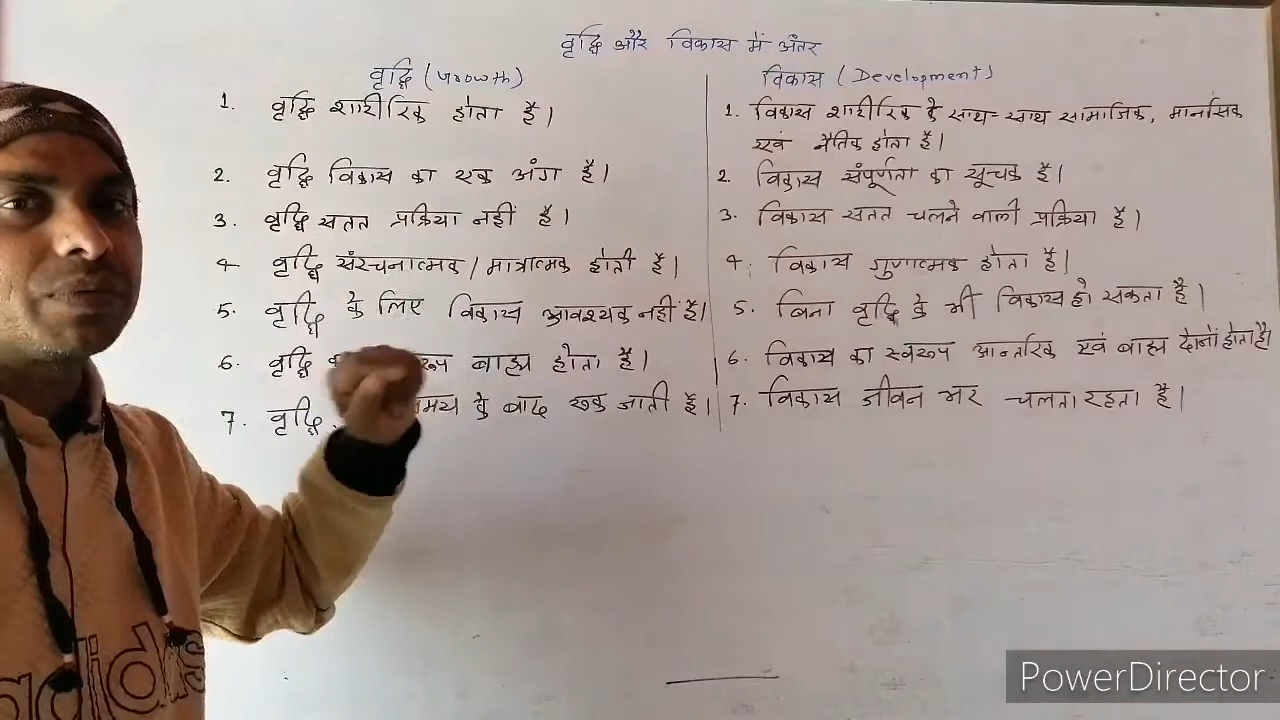 वृद्धि और विकास में अंतर
वृद्धि (Growth)
1. वृद्धि शारीरिक होता है।
2. वृद्धि विकास का एक अंग है।
3. वृद्धि सतत प्रक्रिया नहीं है।
4 वृद्धि संरचनात्मक / मात्रात्मक होती है।
5. वृद्धि के लिए विकास आवश्यक नहीं है।
6. वृद्धि बाह्य होता है।
7. वृद्धि के बाद रुक जाती है।
विकास (Development)
1. विकास शारीरिक के साथ-साथ सामाजिक, मानसिक
एवं नैतिक होता है।
2. विकास संपूर्णता का सूचक है।
3. विकास सतत चलने वाली प्रक्रिया है।
4. विकास गुणात्मक होता है।
5. बिना वृद्धि के भी विकास हो सकता है।
6. विकास का स्वरूप आन्तरिक एवं बाह्य दोनों होता है।
7. विकास जीवन भर चलता रहता है।
adidas
PowerDirector